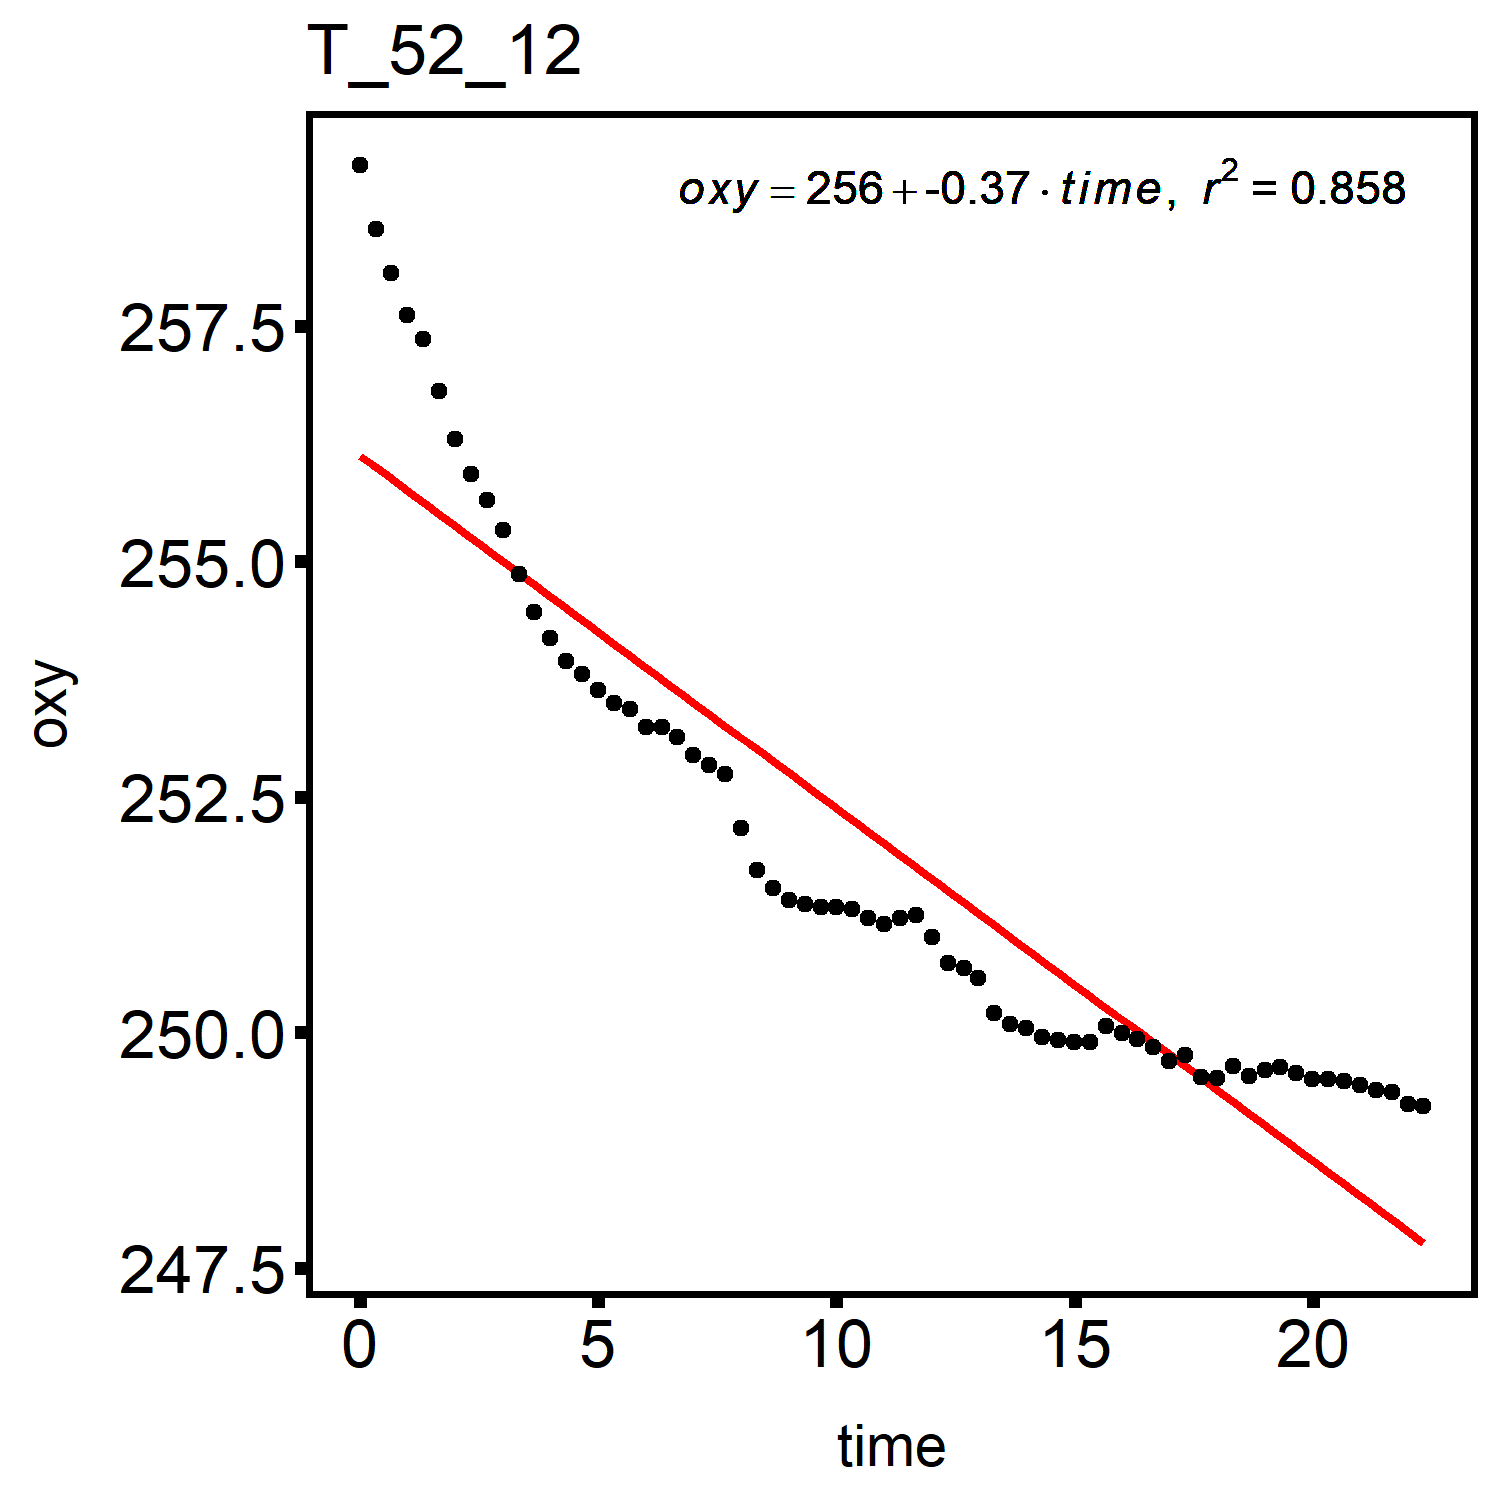 T_52_12
oxy = 256 + -0.37 · time, r² = 0.858
257.5
255.0
252.5
250.0
247.5
oxy
0 5 10 15 20
time